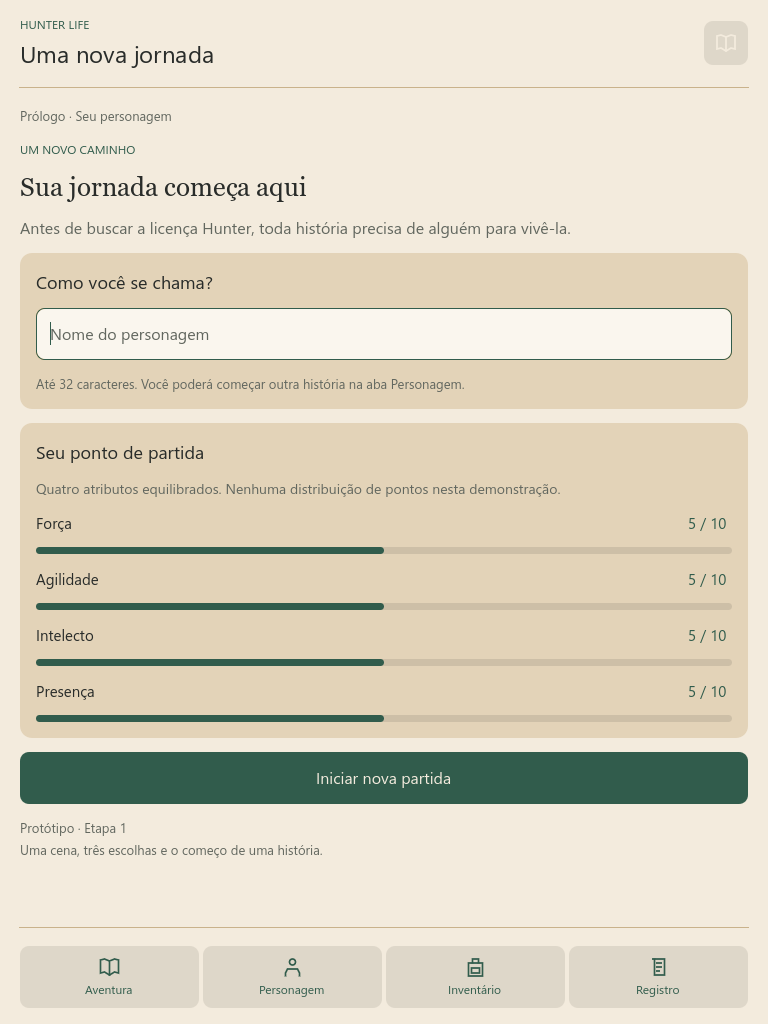 HUNTER LIFE
Uma nova jornada
Prólogo · Seu personagem
UM NOVO CAMINHO
Sua jornada começa aqui
Antes de buscar a licença Hunter, toda história precisa de alguém para vivê-la.
Como você se chama?
Nome do personagem
Até 32 caracteres. Você poderá começar outra história na aba Personagem.
Seu ponto de partida
Quatro atributos equilibrados. Nenhuma distribuição de pontos nesta demonstração.
Força 5 / 10
Agilidade 5 / 10
Intelecto 5 / 10
Presença 5 / 10
Iniciar nova partida
Protótipo · Etapa 1
Uma cena, três escolhas e o começo de uma história.
Aventura Personagem Inventário Registro